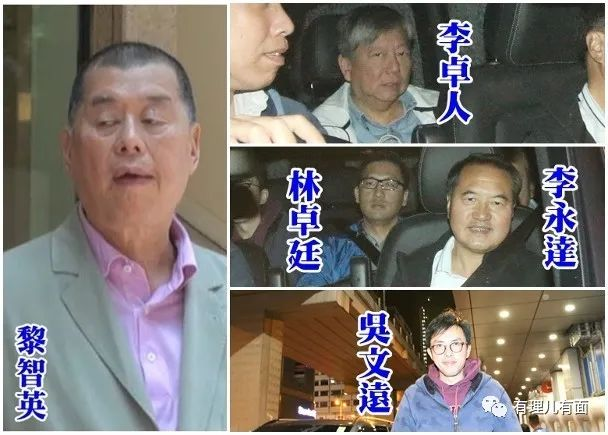 黎智英
李卓人
林卓廷
李永達
吳文遠
有理儿有面